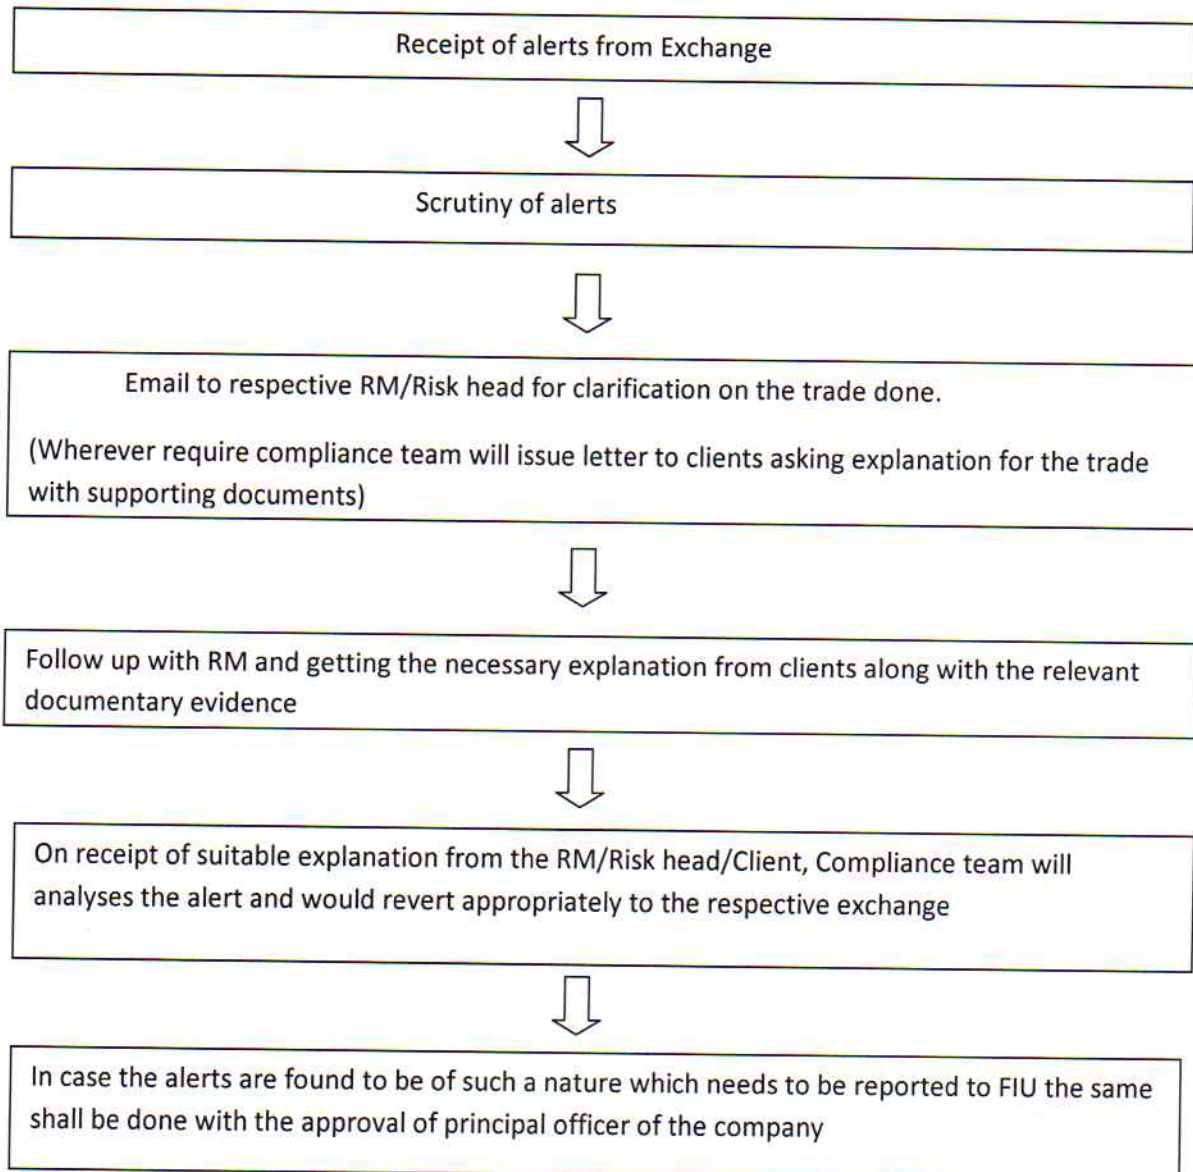 Receipt of alerts from Exchange
Scrutiny of alerts
Email to respective RM/Risk head for clarification on the trade done.
(Wherever require compliance team will issue letter to clients asking explanation for the trade
with supporting documents)
Follow up with RM and getting the necessary explanation from clients along with the relevant
documentary evidence
On receipt of suitable explanation from the RM/Risk head/Client, Compliance team will
analyses the alert and would revert appropriately to the respective exchange
In case the alerts are found to be of such a nature which needs to be reported to FIU the same
shall be done with the approval of principal officer of the company